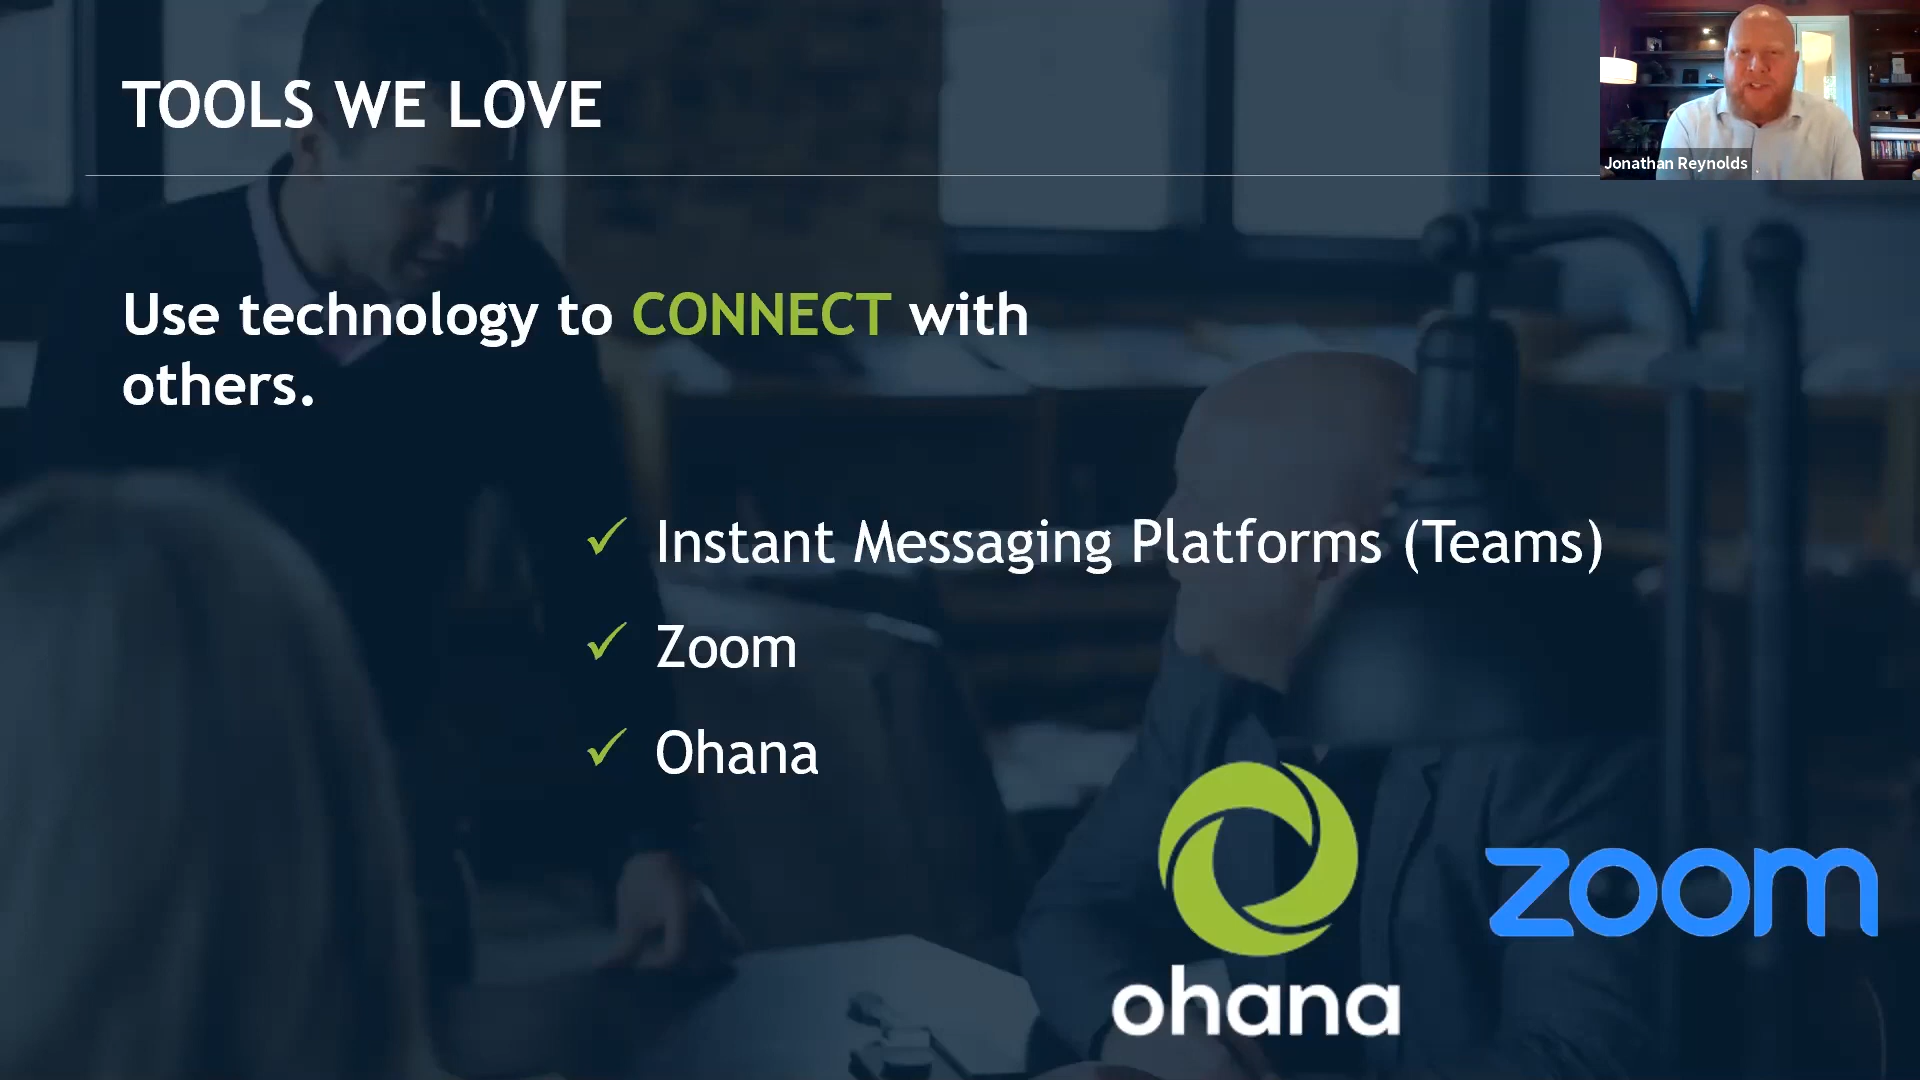 TOOLS WE LOVE
Jonathan Reynolds
Use technology to CONNECT with
others.
✓ Instant Messaging Platforms (Teams)
✓ Zoom
✓ Ohana
ohana
zoom